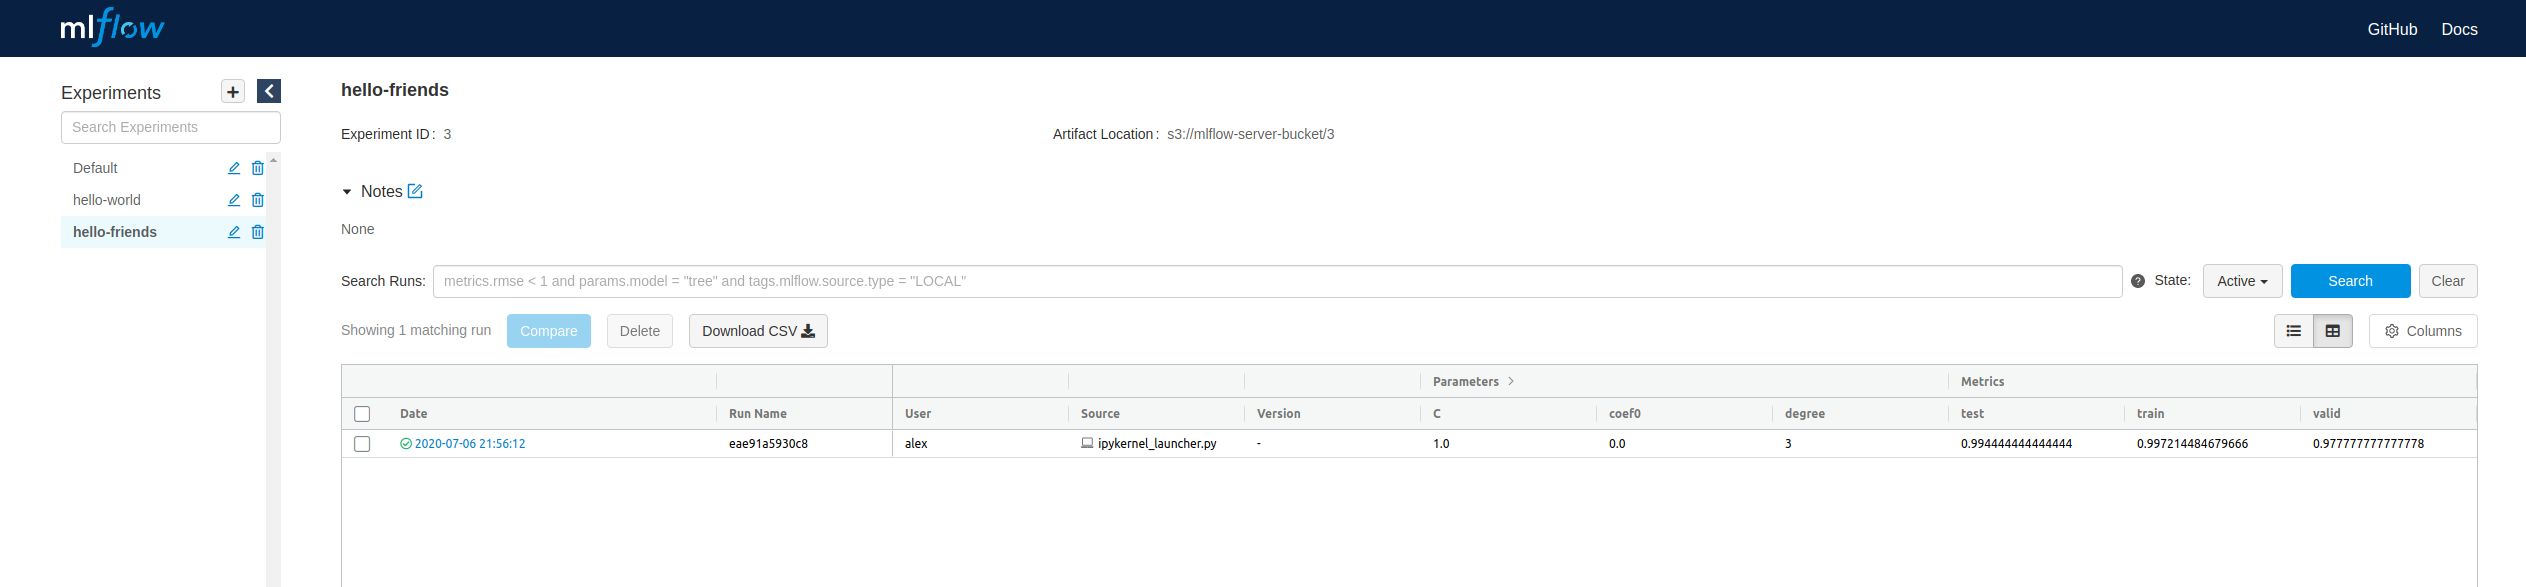 mlflow
GitHub Docs
Experiments
Search Experiments
Default
hello-world
hello-friends
hello-friends
Experiment ID: 3 Artifact Location: s3://mlflow-server-bucket/3
Notes
None
Search Runs: metrics.rmse < 1 and params.model = "tree" and tags.mlflow.source.type = "LOCAL" ? State: Active Search Clear
Showing 1 matching run Compare Delete Download CSV Columns
Parameters > Metrics
Date Run Name User Source Version C coef0 degree test train valid
2020-07-06 21:56:12 eae91a5930c8 alex ipykernel_launcher.py - 1.0 0.0 3 0.994444444444444 0.997214484679666 0.977777777777778